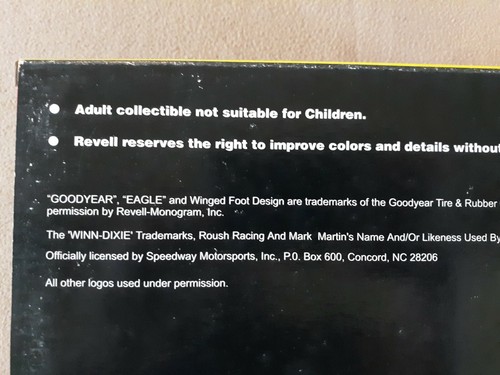 Adult collectible not suitable for Children.
Revell reserves the right to improve colors and details without
"GOODYEAR", "EAGLE" and Winged Foot Design are trademarks of the Goodyear Tire & Rubber
permission by Revell-Monogram, Inc.
The 'WINN-DIXIE' Trademarks, Roush Racing And Mark Martin's Name And/Or Likeness Used By
Officially licensed by Speedway Motorsports, Inc., P.O. Box 600, Concord, NC 28206
All other logos used under permission.